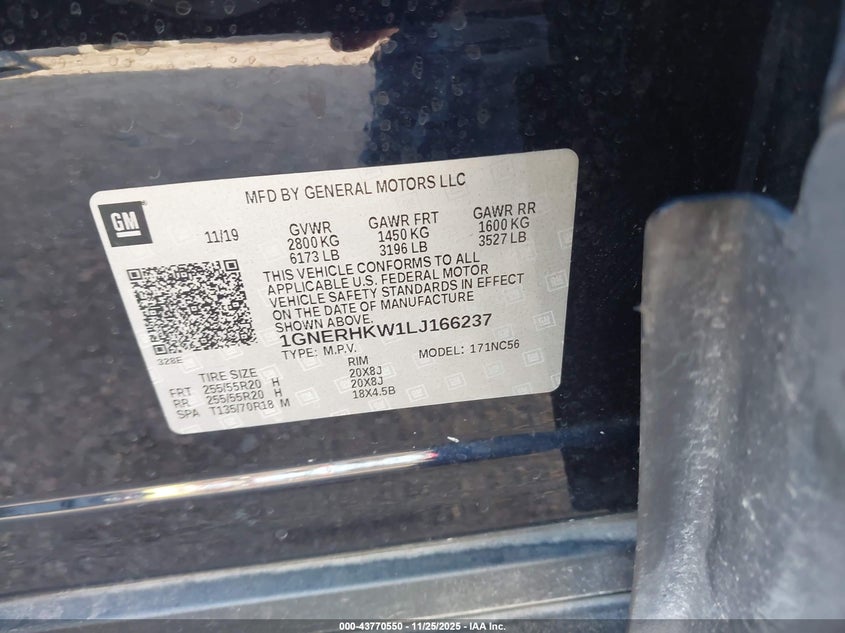 MFD BY GENERAL MOTORS LLC
GM
11/19
GVWR GAWR FRT GAWR RR
2800 KG 1450 KG 1600 KG
6173 LB 3196 LB 3527 LB
THIS VEHICLE CONFORMS TO ALL
APPLICABLE U.S. FEDERAL MOTOR
VEHICLE SAFETY STANDARDS IN EFFECT
ON THE DATE OF MANUFACTURE
SHOWN ABOVE.
1GNERHKW1LJ166237
328E
TYPE: M.P.V. MODEL: 171NC56
TIRE SIZE RIM
FRT 255/55R20 H 20X8J
RR 255/55R20 H 20X8J
SPA T135/70R18 M 18X4.5B
000-43770550 - 11/25/2025 - IAA Inc.